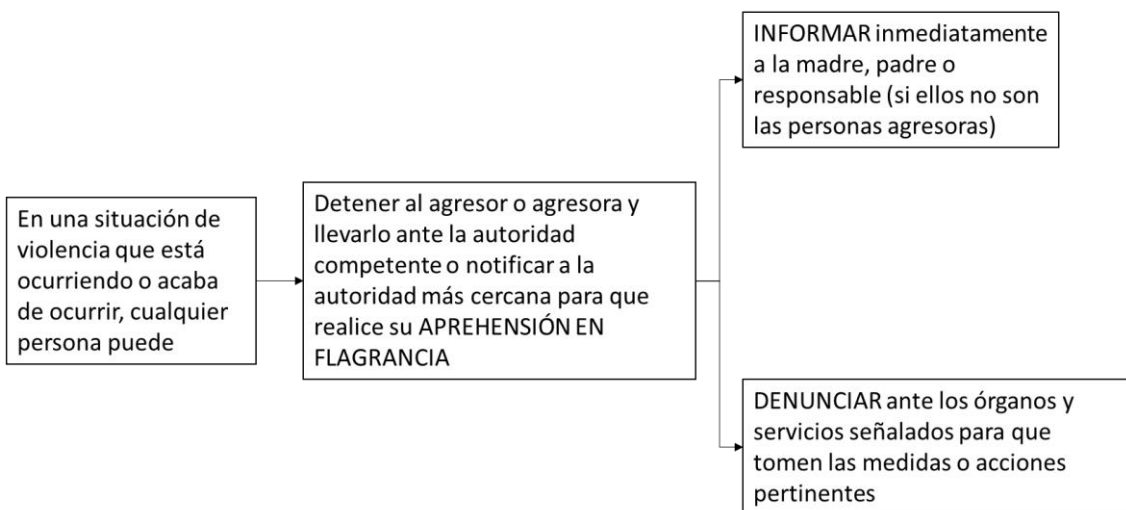 En una situación de
violencia que está
ocurriendo o acaba
de ocurrir, cualquier
persona puede
Detener al agresor o agresora y
llevarlo ante la autoridad
competente o notificar a la
autoridad más cercana para que
realice su APREHENSIÓN EN
FLAGRANCIA
INFORMAR inmediatamente
a la madre, padre o
responsable (si ellos no son
las personas agresoras)
DENUNCIAR ante los órganos y
servicios señalados para que
tomen las medidas o acciones
pertinentes